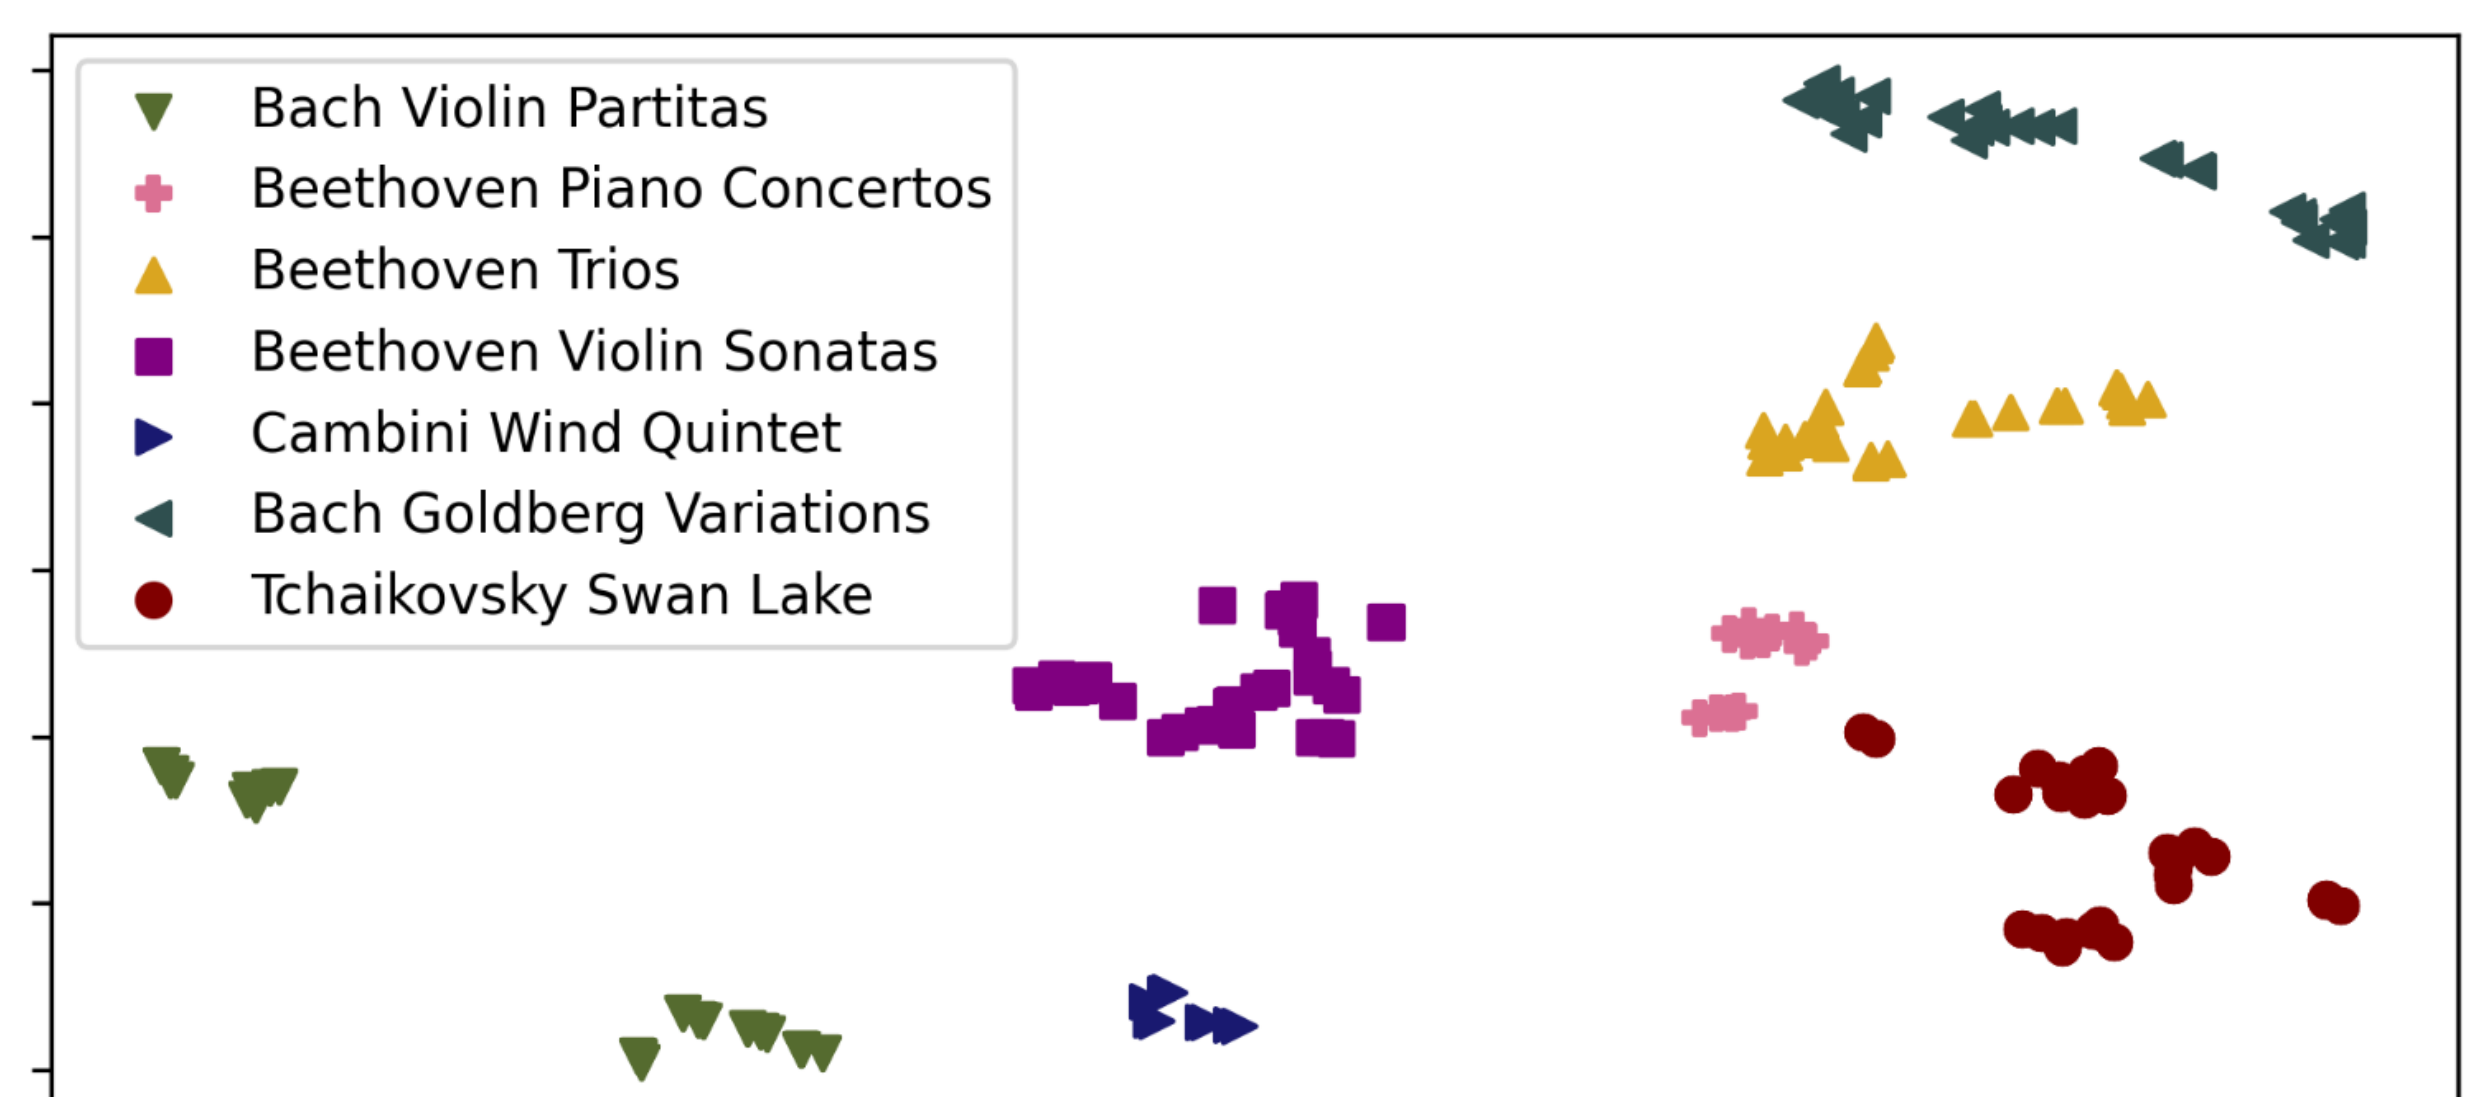 Bach Violin Partitas
Beethoven Piano Concertos
Beethoven Trios
Beethoven Violin Sonatas
Cambini Wind Quintet
Bach Goldberg Variations
Tchaikovsky Swan Lake